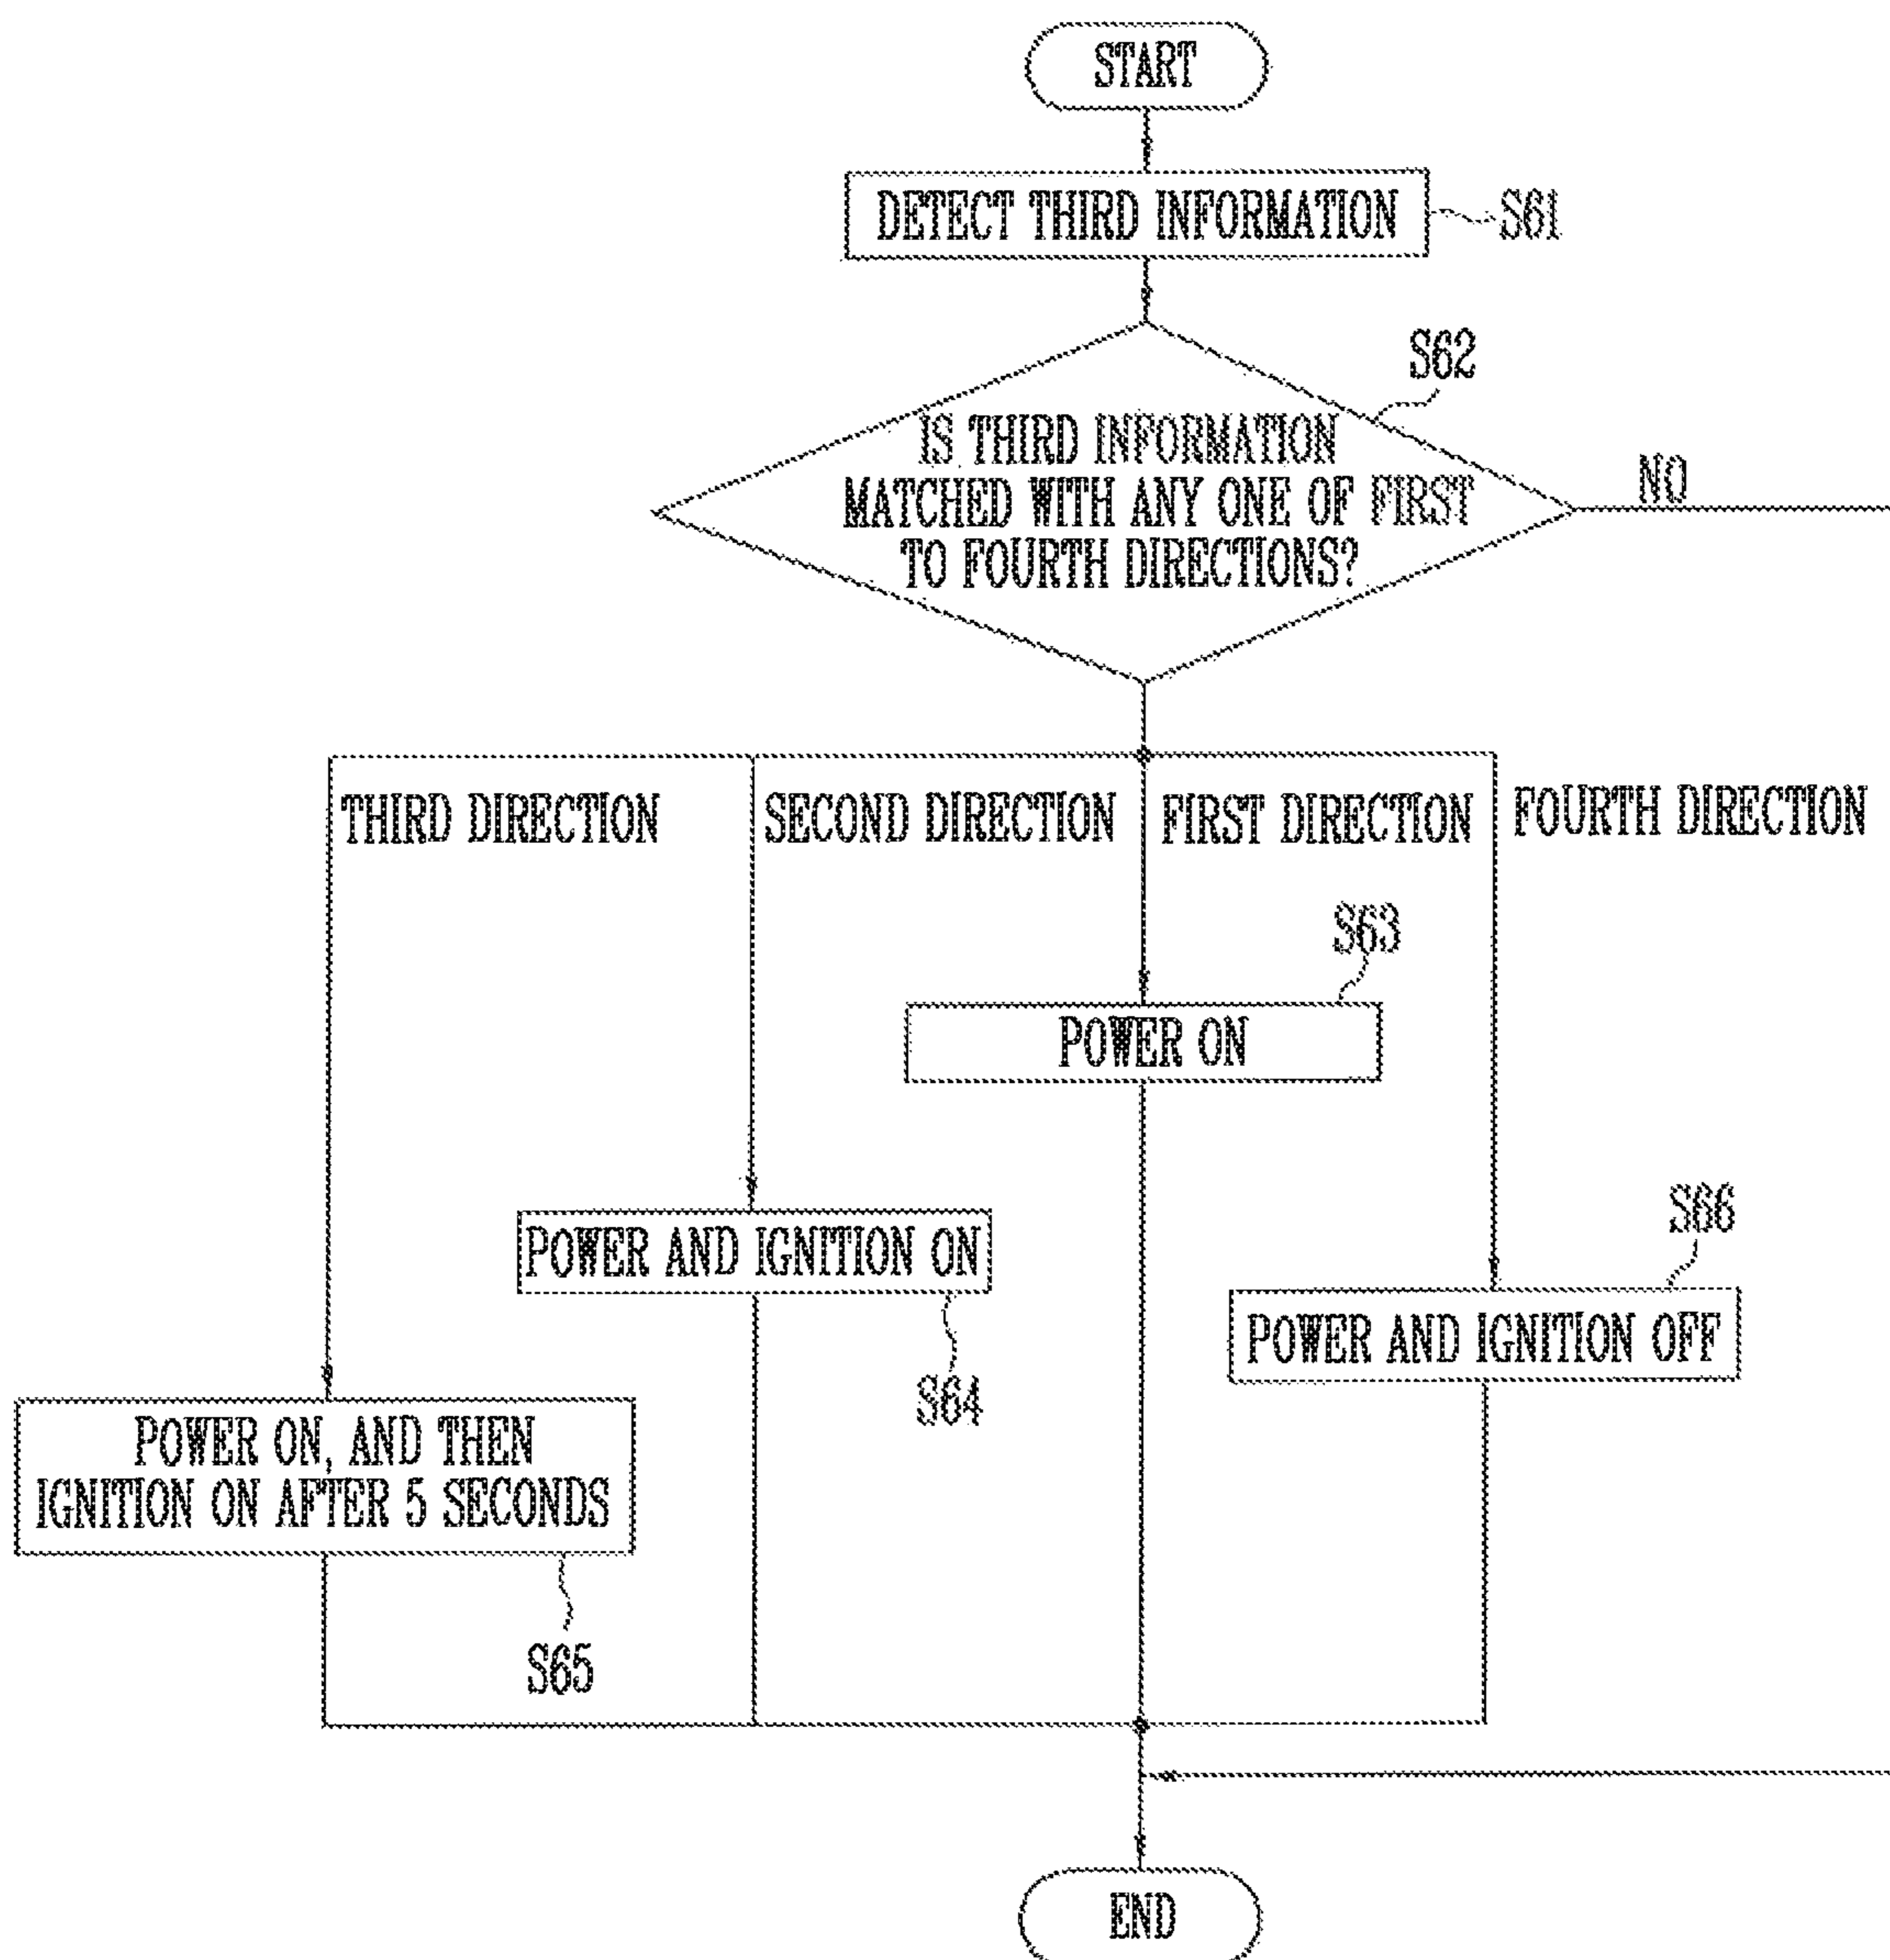 START
DETECT THIRD INFORMATION
S61
S62
IS THIRD INFORMATION
MATCHED WITH ANY ONE OF FIRST
TO FOURTH DIRECTIONS?
NO
THIRD DIRECTION
SECOND DIRECTION
FIRST DIRECTION
FOURTH DIRECTION
S63
POWER ON
POWER AND IGNITION ON
S64
S66
POWER AND IGNITION OFF
POWER ON, AND THEN
IGNITION ON AFTER 5 SECONDS
S65
END